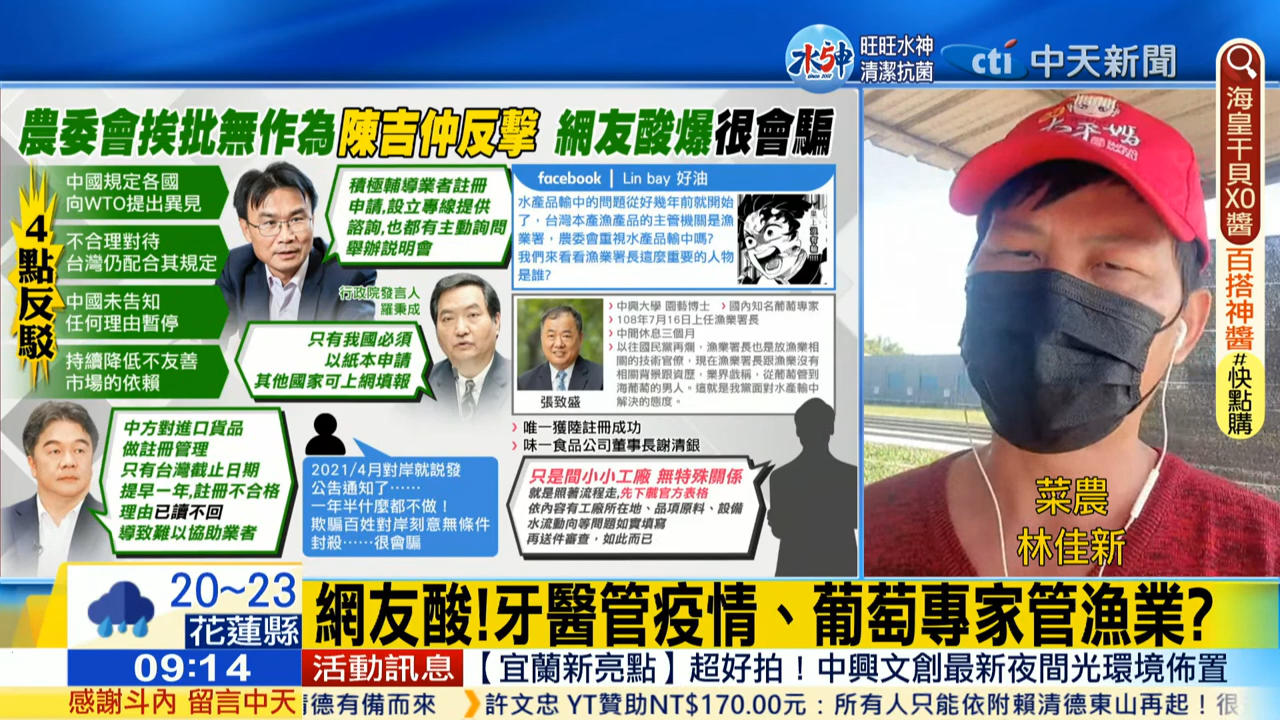 水神
since 2017
旺旺水神
清潔抗菌
cti 中天新聞
海皇干貝XO醬
百搭神醬
#快點購
農委會挨批無作為陳吉仲反擊 網友酸爆很會騙
4點反駁
中國規定各國
向WTO提出異見
不合理對待
台灣仍配合其規定
中國未告知
任何理由暫停
持續降低不友善
市場的依賴
積極輔導業者註冊
申請,設立專線提供
諮詢,也都有主動詢問
舉辦說明會
行政院發言人
羅秉成
只有我國必須
以紙本申請
其他國家可上網填報
中方對進口貨品
做註冊管理
只有台灣截止日期
提早一年,註冊不合格
理由已讀不回
導致難以協助業者
2021/4月對岸就説發
公告通知了……
一年半什麼都不做！
欺騙百姓對岸刻意無條件
封殺……很會騙
facebook | Lin bay 好油
水產品輸中的問題從好幾年前就開始
了，台灣本產漁產品的主管機關是漁
業署，農委會重視水產品輸中嗎?
我們來看看漁業署長這麼重要的人物
是誰?
張致盛
中興大學 園藝博士 國內知名葡萄專家
108年7月16日上任漁業署長
中間休息三個月
以往國民黨再爛，漁業署長也是放漁業相
關的技術官僚，現在漁業署長跟漁業沒有
相關背景跟資歷，業界戲稱，從葡萄管到
海葡萄的男人。這就是我黨面對水產輸中
解決的態度。
唯一獲陸註冊成功
味一食品公司董事長謝清銀
只是間小小工廠 無特殊關係
就是照著流程走,先下載官方表格
依內容有工廠所在地、品項原料、設備
水流動向等問題如實填寫
再送件審查，如此而已
菜農
林佳新
20~23
花蓮縣
網友酸!牙醫管疫情、葡萄專家管漁業?
09:14
活動訊息
【宜蘭新亮點】超好拍！中興文創最新夜間光環境佈置
感謝斗內 留言中天
清德有備而來
許文忠 YT贊助NT$170.00元：所有人只能依附賴清德東山再起！很